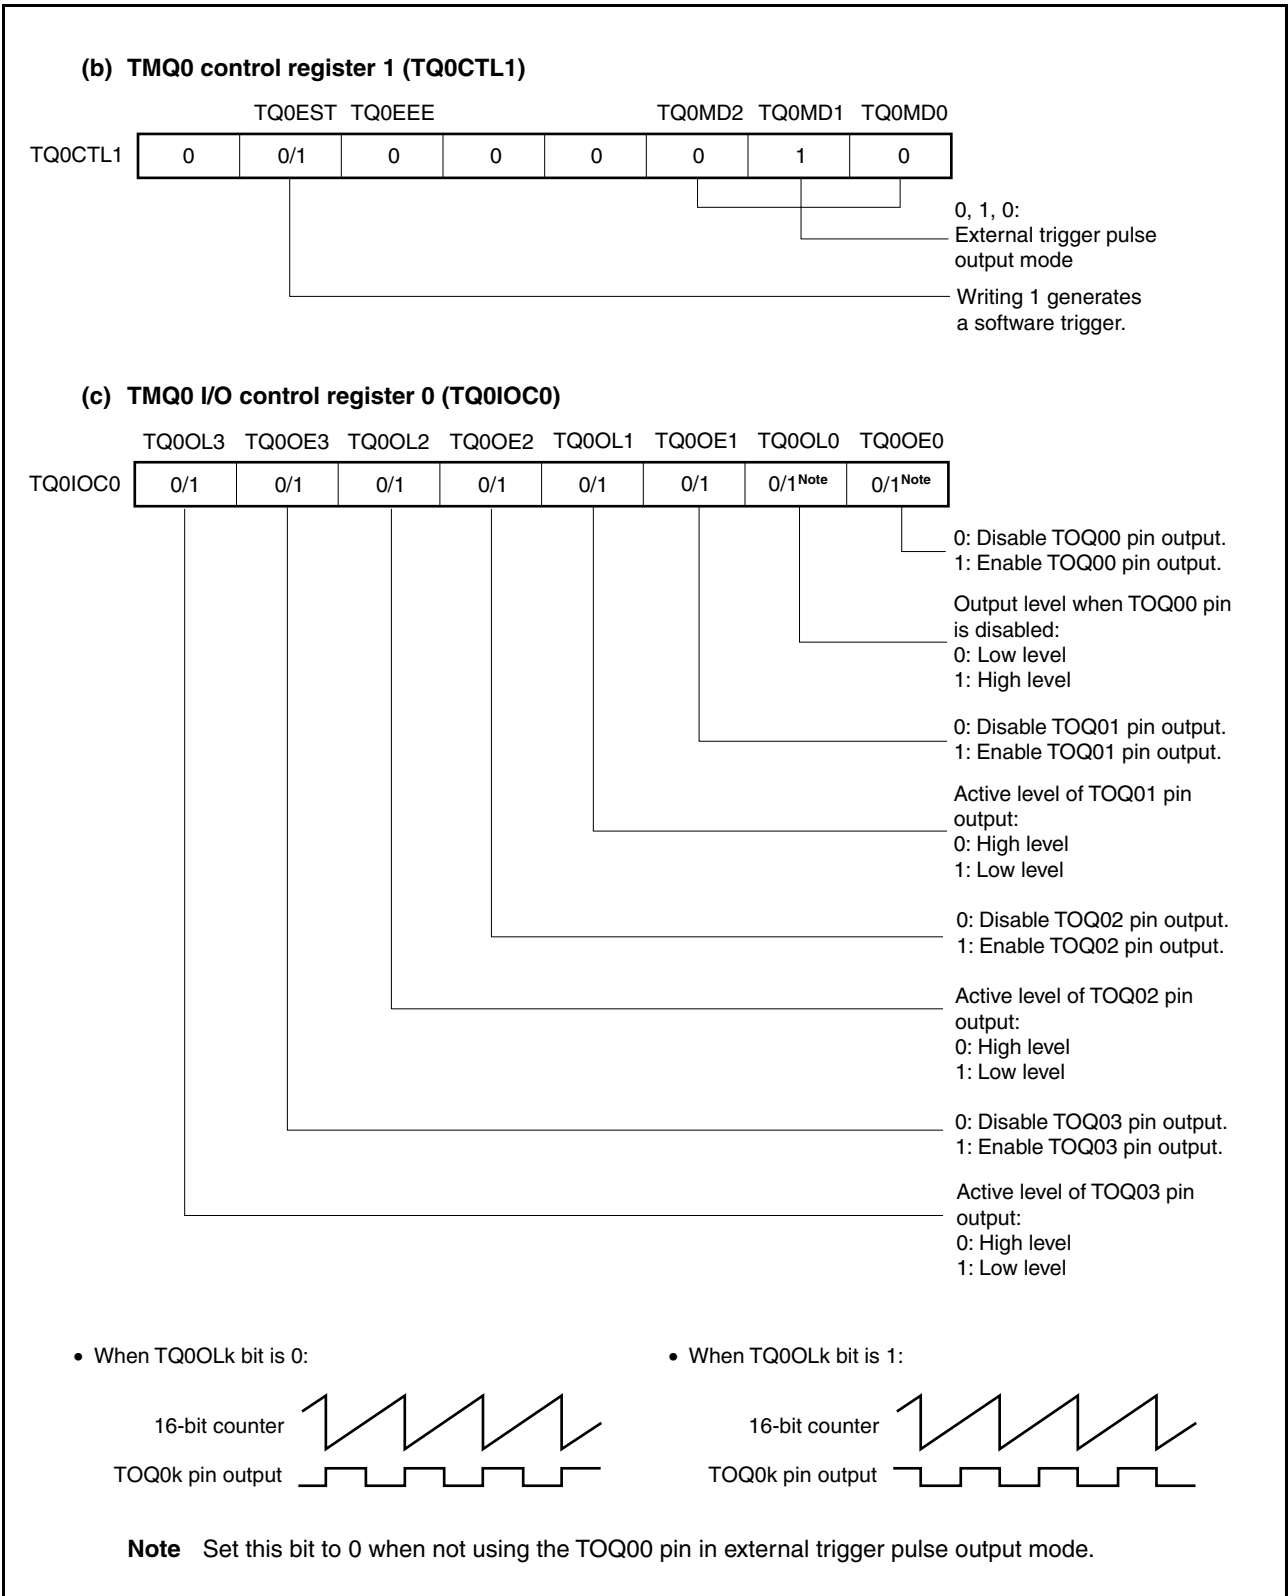 (b) TMQ0 control register 1 (TQ0CTL1)
TQ0EST TQ0EEE TQ0MD2 TQ0MD1 TQ0MD0
TQ0CTL1 0 0/1 0 0 0 0 1 0
0, 1, 0:
External trigger pulse
output mode
Writing 1 generates
a software trigger.
(c) TMQ0 I/O control register 0 (TQ0IOC0)
TQ0OL3 TQ0OE3 TQ0OL2 TQ0OE2 TQ0OL1 TQ0OE1 TQ0OL0 TQ0OE0
TQ0IOC0 0/1 0/1 0/1 0/1 0/1 0/1 0/1Note 0/1Note
0: Disable TOQ00 pin output.
1: Enable TOQ00 pin output.
Output level when TOQ00 pin
is disabled:
0: Low level
1: High level
0: Disable TOQ01 pin output.
1: Enable TOQ01 pin output.
Active level of TOQ01 pin
output:
0: High level
1: Low level
0: Disable TOQ02 pin output.
1: Enable TOQ02 pin output.
Active level of TOQ02 pin
output:
0: High level
1: Low level
0: Disable TOQ03 pin output.
1: Enable TOQ03 pin output.
Active level of TOQ03 pin
output:
0: High level
1: Low level
• When TQ0OLk bit is 0:
16-bit counter
TOQ0k pin output
• When TQ0OLk bit is 1:
16-bit counter
TOQ0k pin output
Note Set this bit to 0 when not using the TOQ00 pin in external trigger pulse output mode.